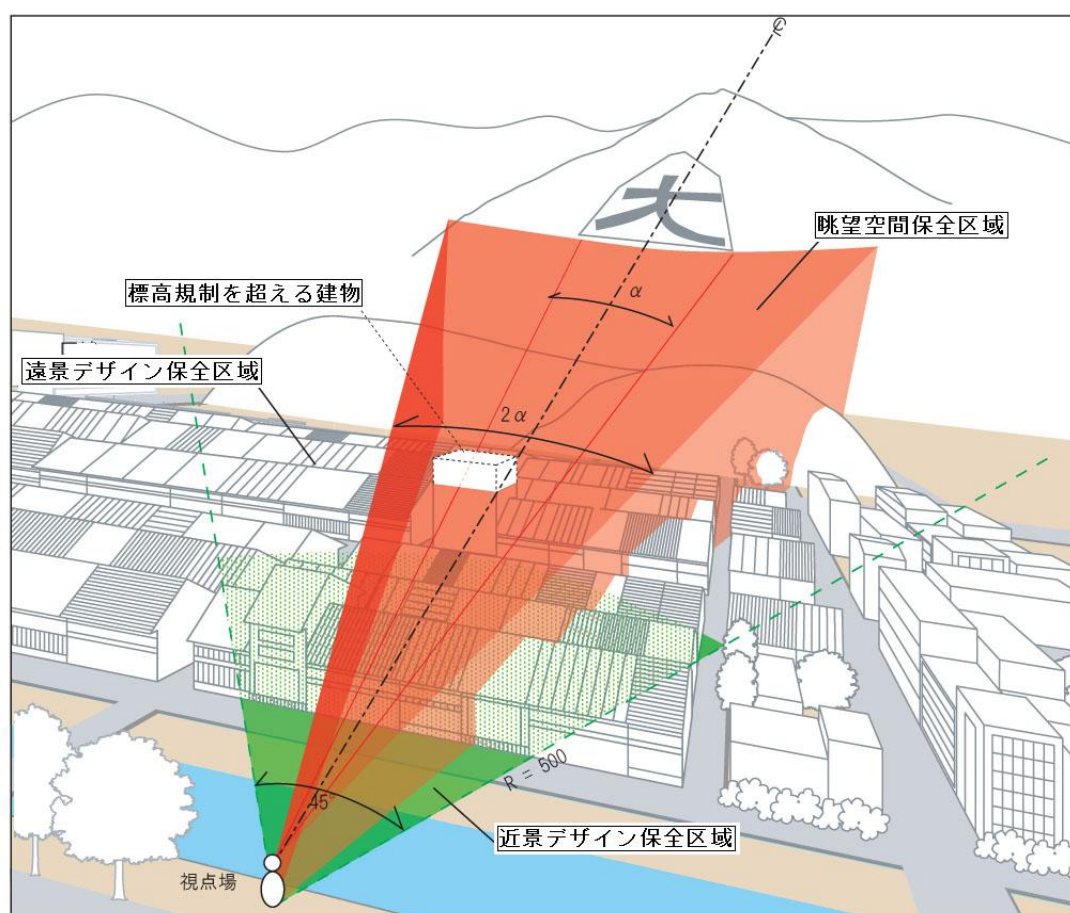 ℄
大
眺望空間保全区域
α
標高規制を超える建物
遠景デザイン保全区域
2α
R = 500
45°
近景デザイン保全区域
視点場